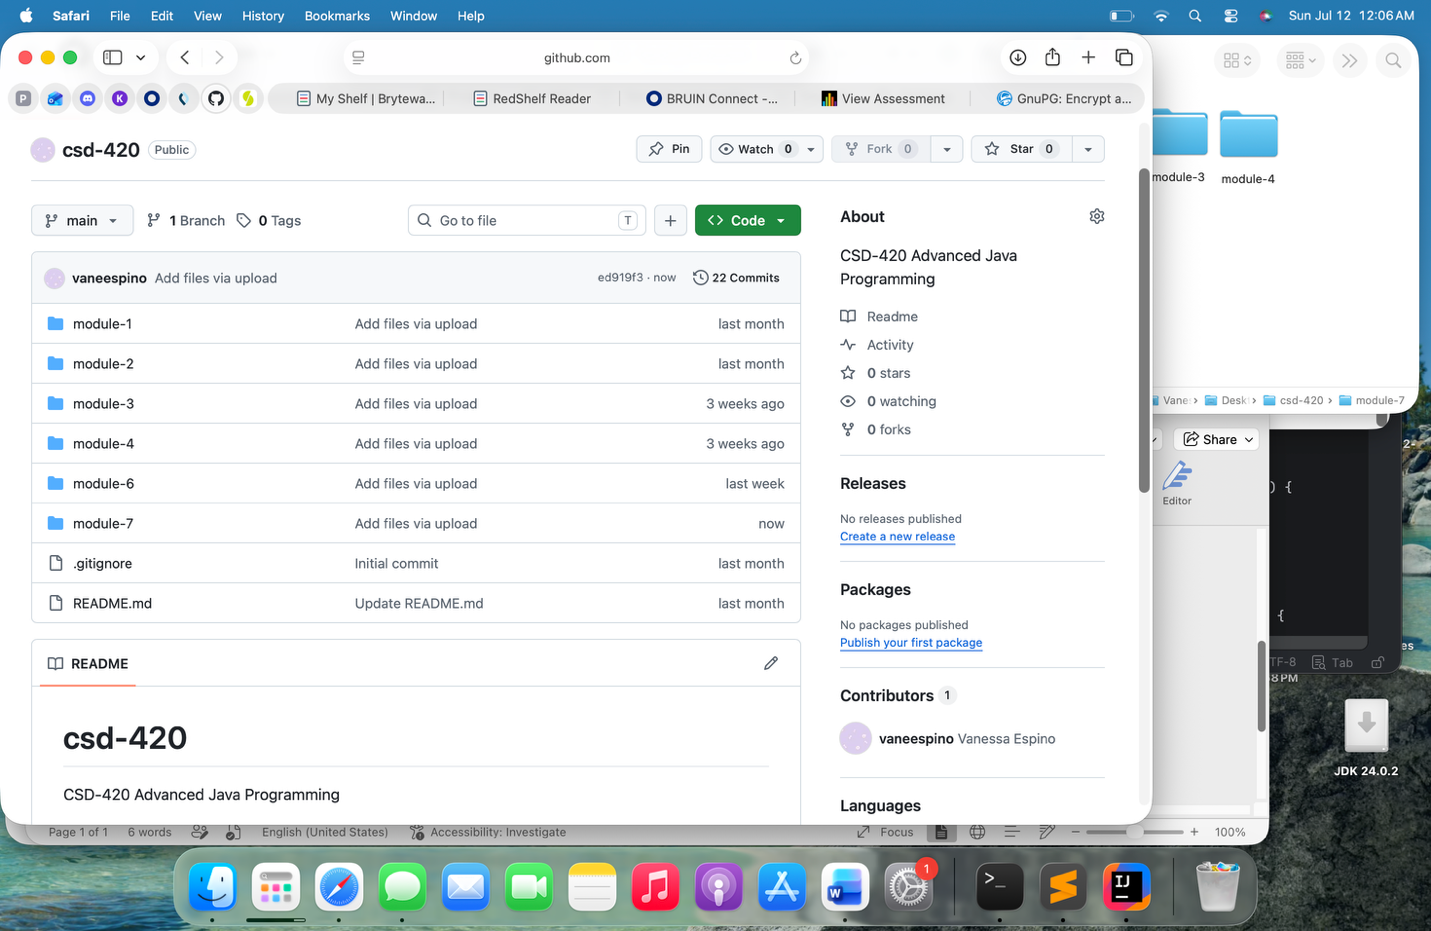 Safari File Edit View History Bookmarks Window Help Sun Jul 12 12:06 AM
github.com
P K My Shelf | Brytewa... RedShelf Reader BRUIN Connect -... View Assessment GnuPG: Encrypt a...
csd-420 Public Pin Watch 0 Fork 0 Star 0
main 1 Branch 0 Tags Go to file T Code
vaneespino Add files via upload ed919f3 · now 22 Commits
module-1 Add files via upload last month
module-2 Add files via upload last month
module-3 Add files via upload 3 weeks ago
module-4 Add files via upload 3 weeks ago
module-6 Add files via upload last week
module-7 Add files via upload now
.gitignore Initial commit last month
README.md Update README.md last month
README
csd-420
CSD-420 Advanced Java Programming
About
CSD-420 Advanced Java
Programming
Readme
Activity
0 stars
0 watching
0 forks
Releases
No releases published
Create a new release
Packages
No packages published
Publish your first package
Contributors 1
vaneespino Vanessa Espino
Languages
module-3 module-4
Vane › Desk › csd-420 › module-7
Share
Editor
2-
) {
{
TF-8 Tab
es
8 PM
JDK 24.0.2
Page 1 of 1 6 words English (United States) Accessibility: Investigate Focus − + 100%
W 1 >_ IJ